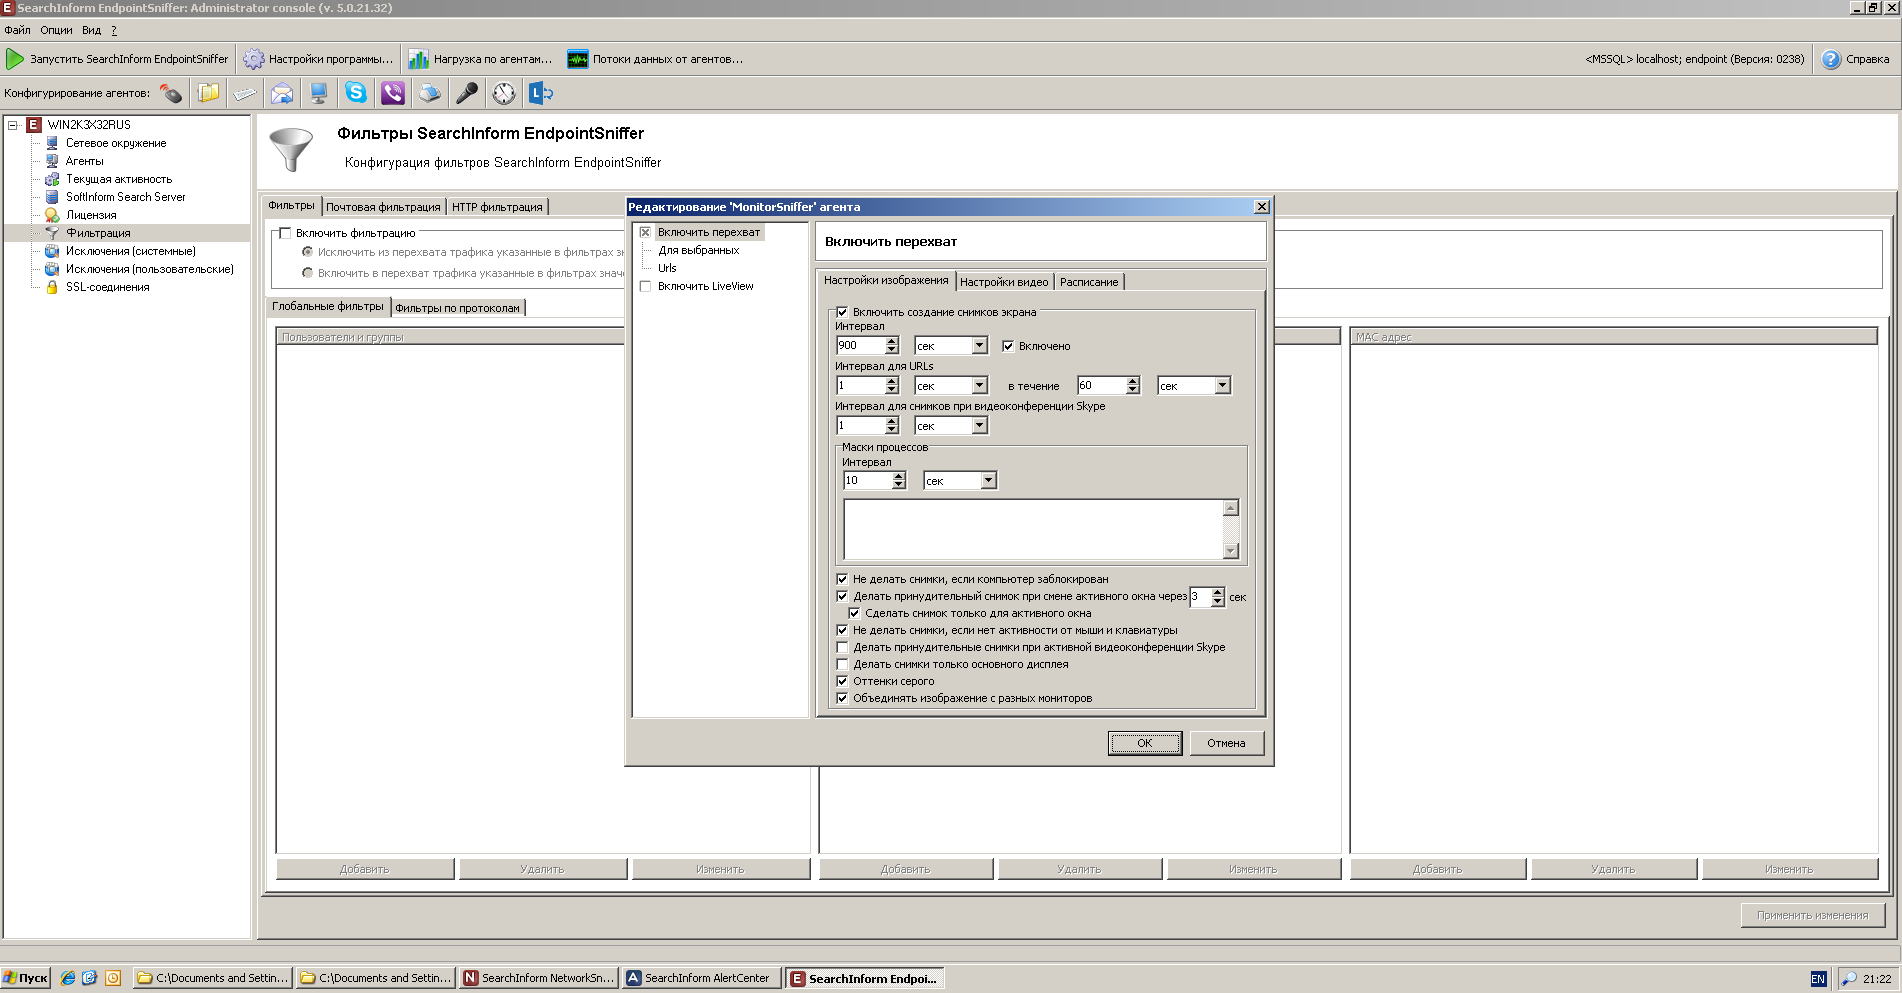 SearchInform EndpointSniffer: Administrator console (v. 5.0.21.32)
Файл Опции Вид ?
Запустить SearchInform EndpointSniffer Настройки программы... Нагрузка по агентам... Потоки данных от агентов... <MSSQL> localhost; endpoint (Версия: 0238) Справка
Конфигурирование агентов:
WIN2K3X32RUS
Сетевое окружение
Агенты
Текущая активность
SoftInform Search Server
Лицензия
Фильтрация
Исключения (системные)
Исключения (пользовательские)
SSL-соединения
Фильтры SearchInform EndpointSniffer
Конфигурация фильтров SearchInform EndpointSniffer
Фильтры Почтовая фильтрация HTTP фильтрация
Включить фильтрацию
Исключить из перехвата трафика указанные в фильтрах зн
Включить в перехват трафика указанные в фильтрах значе
Глобальные фильтры Фильтры по протоколам
Пользователи и группы
MAC адрес
Редактирование 'MonitorSniffer' агента
Включить перехват
Для выбранных
Urls
Включить LiveView
Включить перехват
Настройки изображения Настройки видео Расписание
Включить создание снимков экрана
Интервал
900 сек Включено
Интервал для URLs
1 сек в течение 60 сек
Интервал для снимков при видеоконференции Skype
1 сек
Маски процессов
Интервал
10 сек
Не делать снимки, если компьютер заблокирован
Делать принудительный снимок при смене активного окна через 3 сек
Сделать снимок только для активного окна
Не делать снимки, если нет активности от мыши и клавиатуры
Делать принудительные снимки при активной видеоконференции Skype
Делать снимки только основного дисплея
Оттенки серого
Объединять изображение с разных мониторов
OK Отмена
Добавить Удалить Изменить Добавить Удалить Изменить Добавить Удалить Изменить
Применить изменения
Пуск C:\Documents and Settin... C:\Documents and Settin... SearchInform NetworkSn... SearchInform AlertCenter SearchInform Endpoi... EN 21:22